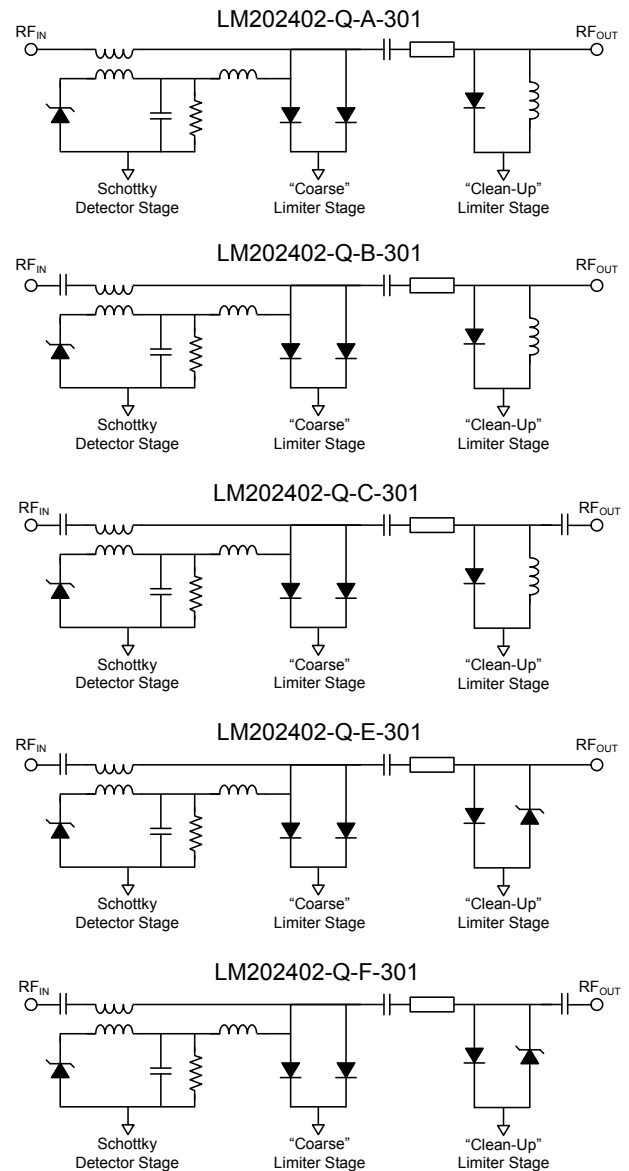 LM202402-Q-A-301
RFIN
RFOUT
Schottky
Detector Stage
“Coarse”
Limiter Stage
“Clean-Up”
Limiter Stage
LM202402-Q-B-301
RFIN
RFOUT
Schottky
Detector Stage
“Coarse”
Limiter Stage
“Clean-Up”
Limiter Stage
LM202402-Q-C-301
RFIN
RFOUT
Schottky
Detector Stage
“Coarse”
Limiter Stage
“Clean-Up”
Limiter Stage
LM202402-Q-E-301
RFIN
RFOUT
Schottky
Detector Stage
“Coarse”
Limiter Stage
“Clean-Up”
Limiter Stage
LM202402-Q-F-301
RFIN
RFOUT
Schottky
Detector Stage
“Coarse”
Limiter Stage
“Clean-Up”
Limiter Stage